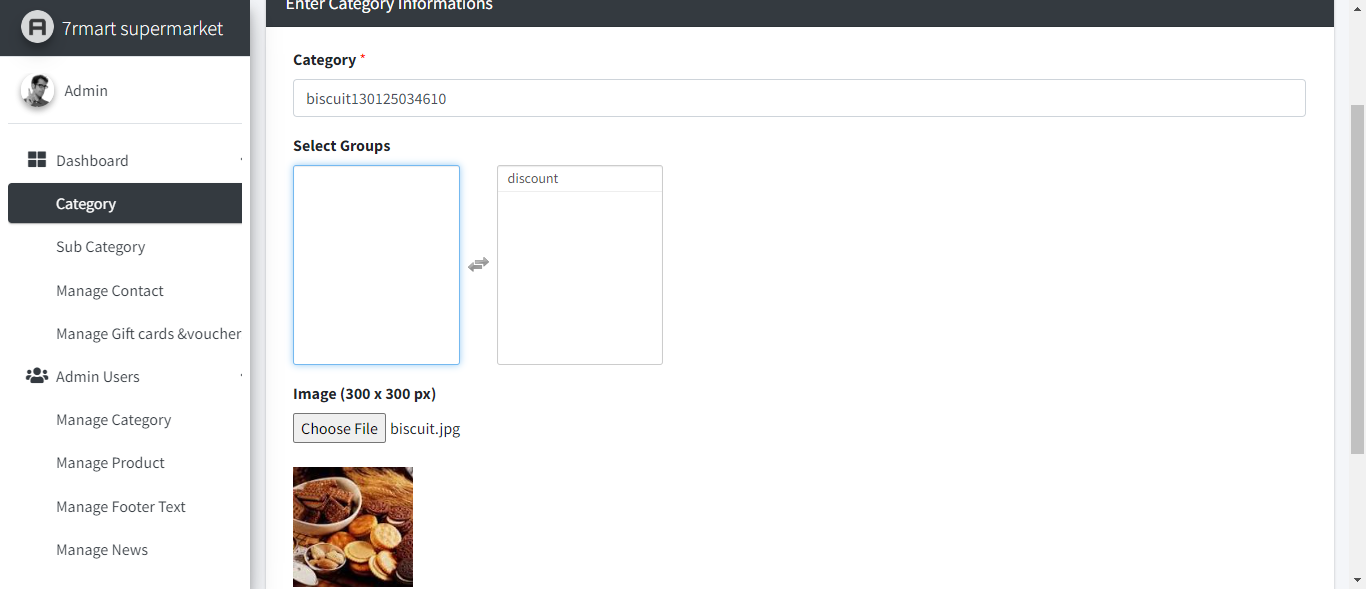 7rmart supermarket
Admin
Dashboard
Category
Sub Category
Manage Contact
Manage Gift cards &voucher
Admin Users
Manage Category
Manage Product
Manage Footer Text
Manage News
Enter Category Informations
Category *
biscuit130125034610
Select Groups
discount
Image (300 x 300 px)
Choose File biscuit.jpg